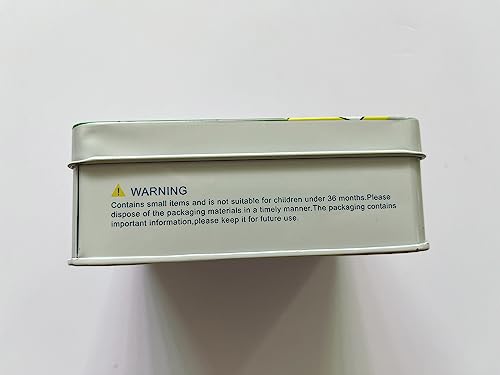 WARNING
Contains small items and is not suitable for children under 36 months.Please
dispose of the packaging materials in a timely manner.The packaging contains
important information,please keep it for future use.